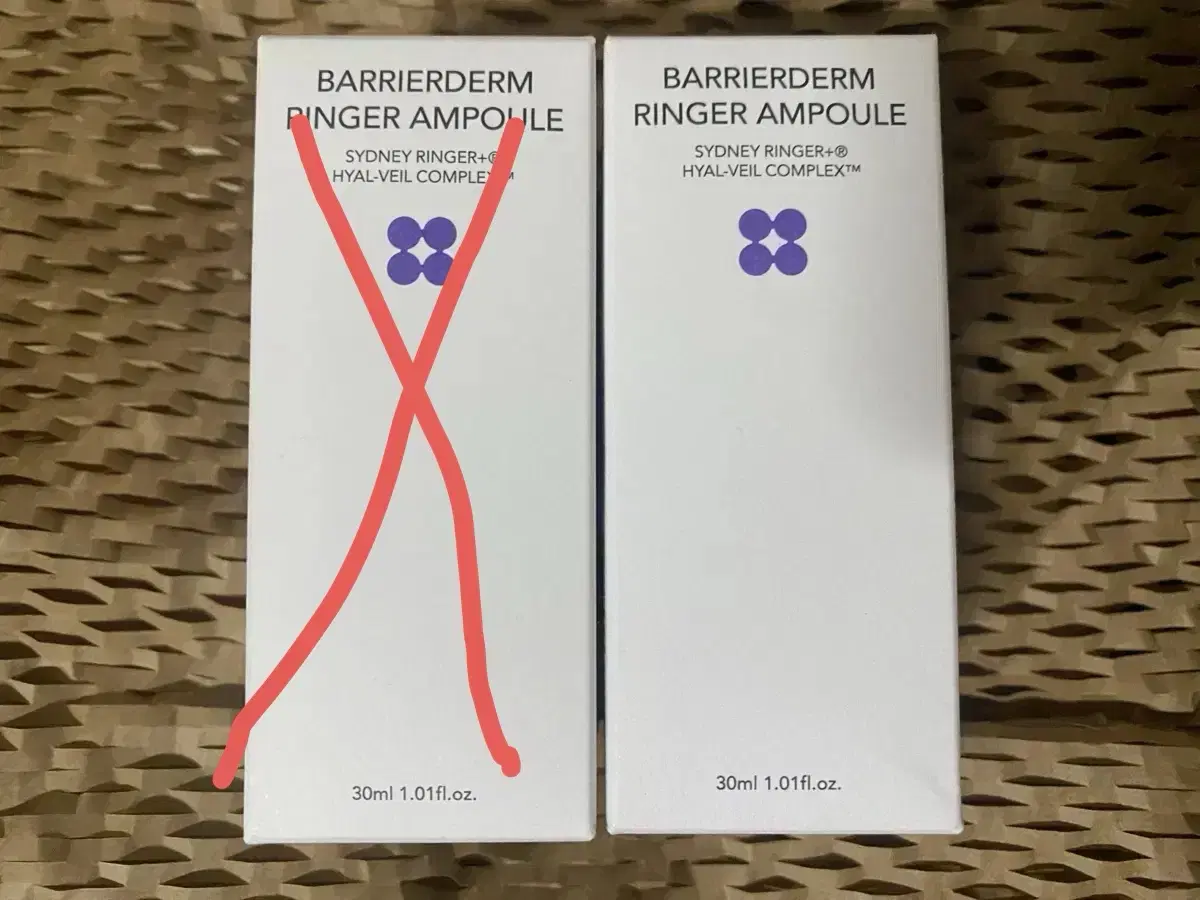 BARRIERDERM
RINGER AMPOULE
SYDNEY RINGER+®
HYAL-VEIL COMPLEX™
30ml 1.01fl.oz.
BARRIERDERM
RINGER AMPOULE
SYDNEY RINGER+®
HYAL-VEIL COMPLEX™
30ml 1.01fl.oz.